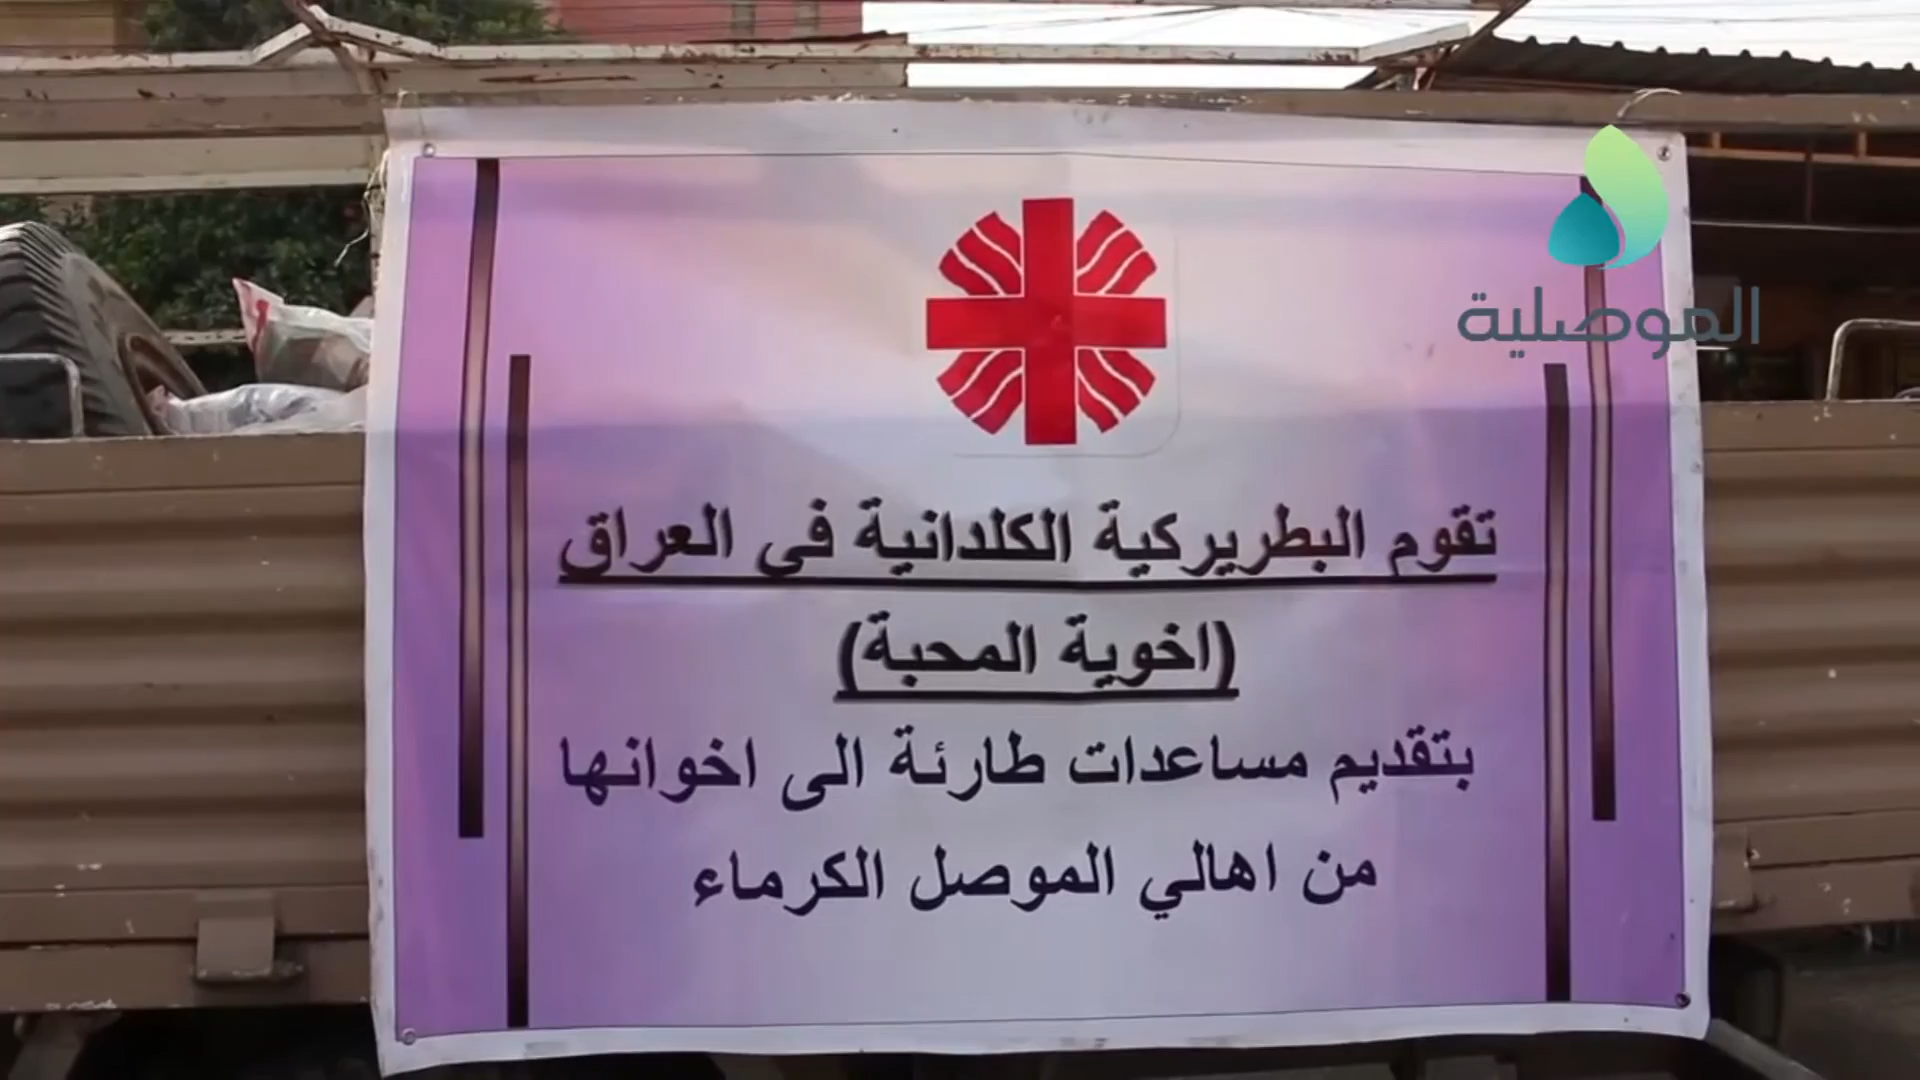 الموصلية
تقوم البطريركية الكلدانية في العراق
(اخوية المحبة)
بتقديم مساعدات طارئة الى اخوانها
من اهالي الموصل الكرماء